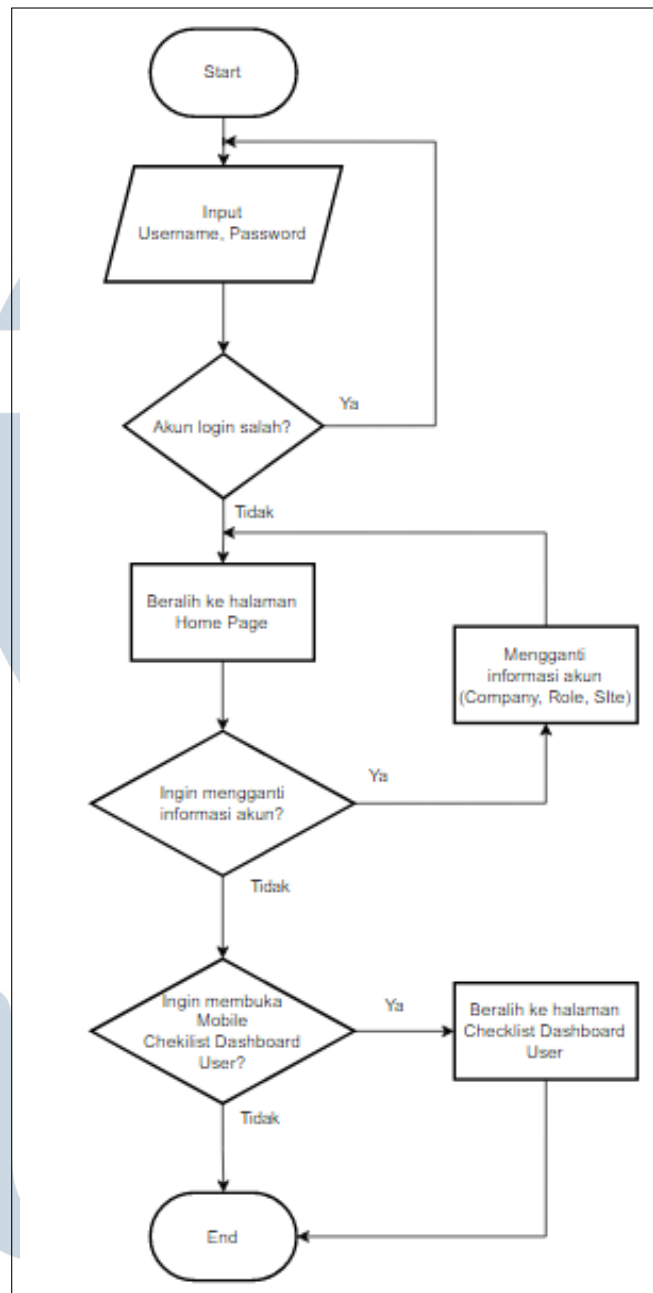 Start
Input
Username, Password
Ya
Akun login salah?
Tidak
Beralih ke halaman
Home Page
Mengganti
informasi akun
(Company, Role, SIte)
Ya
Ingin mengganti
informasi akun?
Tidak
Ingin membuka
Mobile
Chekilist Dashboard
User?
Ya
Beralih ke halaman
Checklist Dashboard
User
Tidak
End